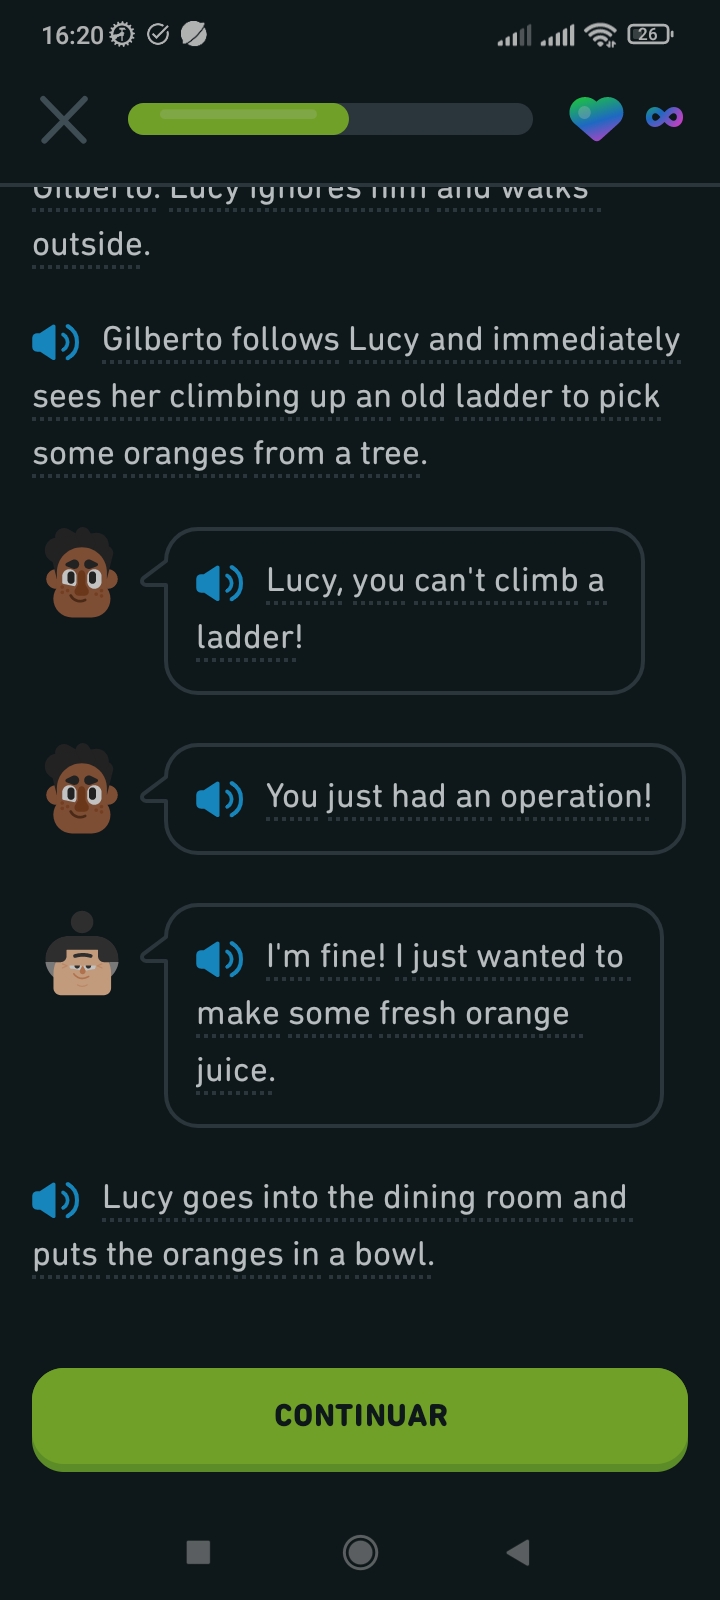 16:20
26
Gilberto. Lucy ignores him and walks
outside.
Gilberto follows Lucy and immediately
sees her climbing up an old ladder to pick
some oranges from a tree.
Lucy, you can't climb a
ladder!
You just had an operation!
I'm fine! I just wanted to
make some fresh orange
juice.
Lucy goes into the dining room and
puts the oranges in a bowl.
CONTINUAR